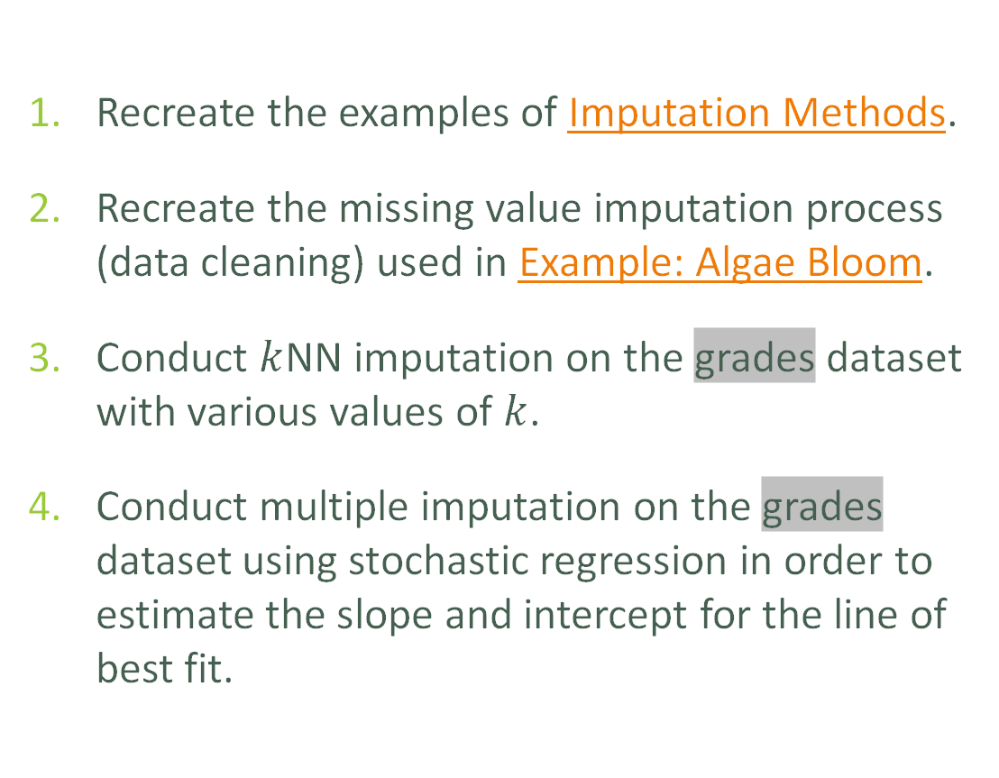 1. Recreate the examples of Imputation Methods.
2. Recreate the missing value imputation process
(data cleaning) used in Example: Algae Bloom.
3. Conduct kNN imputation on the grades dataset
with various values of k.
4. Conduct multiple imputation on the grades
dataset using stochastic regression in order to
estimate the slope and intercept for the line of
best fit.